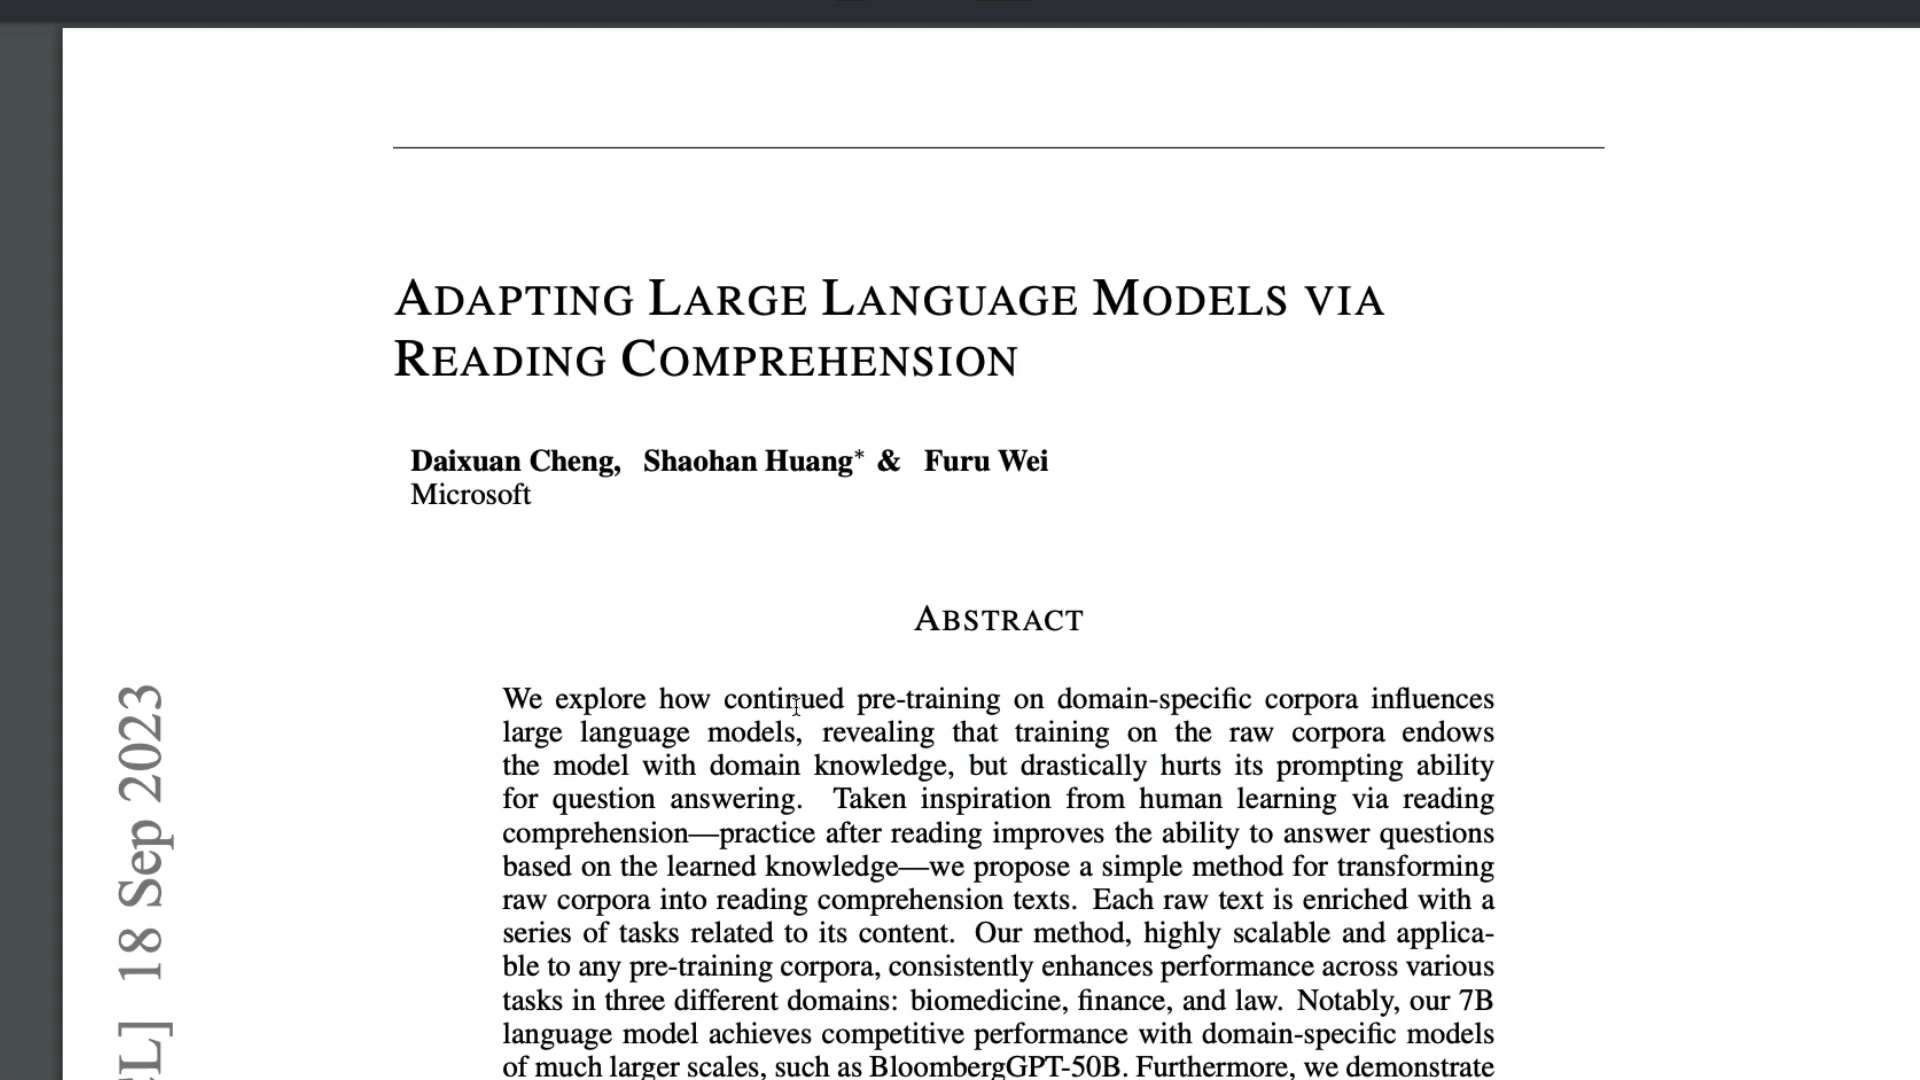 ADAPTING LARGE LANGUAGE MODELS VIA
READING COMPREHENSION
Daixuan Cheng, Shaohan Huang* & Furu Wei
Microsoft
ABSTRACT
We explore how continued pre-training on domain-specific corpora influences
large language models, revealing that training on the raw corpora endows
the model with domain knowledge, but drastically hurts its prompting ability
for question answering. Taken inspiration from human learning via reading
comprehension—practice after reading improves the ability to answer questions
based on the learned knowledge—we propose a simple method for transforming
raw corpora into reading comprehension texts. Each raw text is enriched with a
series of tasks related to its content. Our method, highly scalable and applica-
ble to any pre-training corpora, consistently enhances performance across various
tasks in three different domains: biomedicine, finance, and law. Notably, our 7B
language model achieves competitive performance with domain-specific models
of much larger scales, such as BloombergGPT-50B. Furthermore, we demonstrate
L] 18 Sep 2023